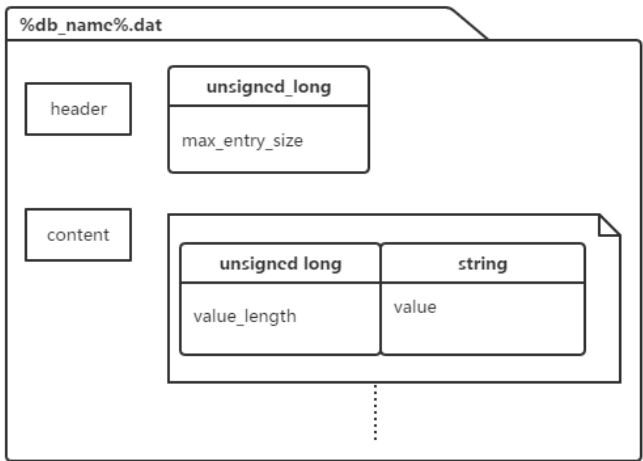 %db_name%.dat
header
unsigned_long
max_entry_size
content
unsigned long
string
value_length
value